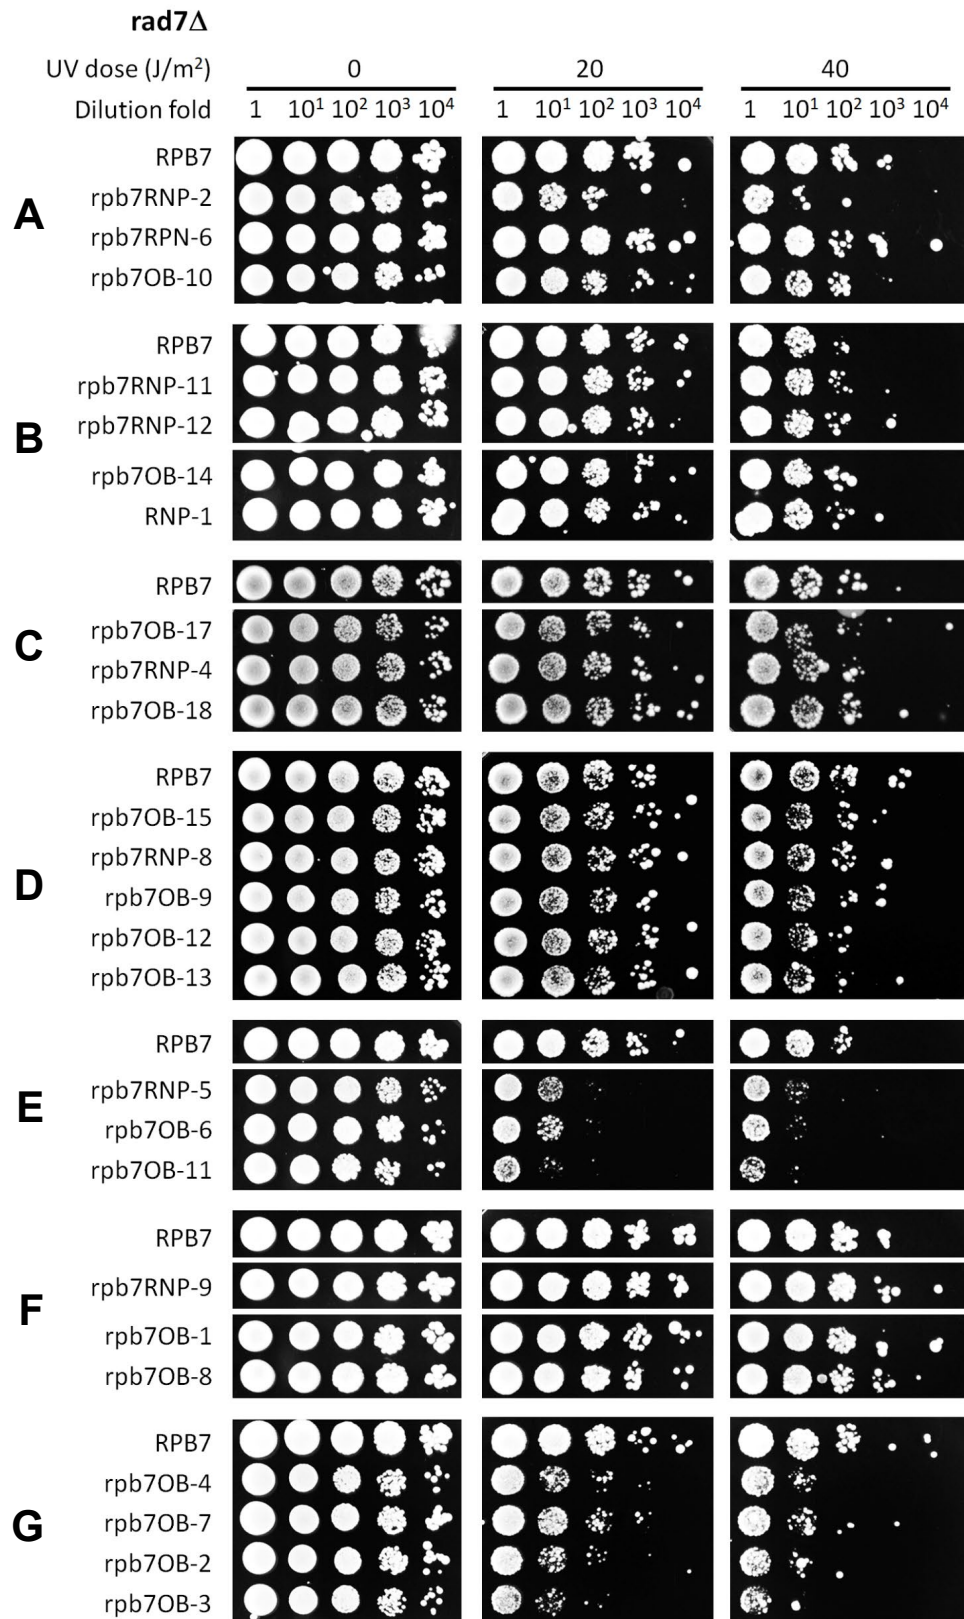 rad7Δ
UV dose (J/m²) 0 20 40
Dilution fold 1 10¹ 10² 10³ 10⁴ 1 10¹ 10² 10³ 10⁴ 1 10¹ 10² 10³ 10⁴
A
RPB7
rpb7RNP-2
rpb7RPN-6
rpb7OB-10
B
RPB7
rpb7RNP-11
rpb7RNP-12
rpb7OB-14
RNP-1
C
RPB7
rpb7OB-17
rpb7RNP-4
rpb7OB-18
D
RPB7
rpb7OB-15
rpb7RNP-8
rpb7OB-9
rpb7OB-12
rpb7OB-13
E
RPB7
rpb7RNP-5
rpb7OB-6
rpb7OB-11
F
RPB7
rpb7RNP-9
rpb7OB-1
rpb7OB-8
G
RPB7
rpb7OB-4
rpb7OB-7
rpb7OB-2
rpb7OB-3